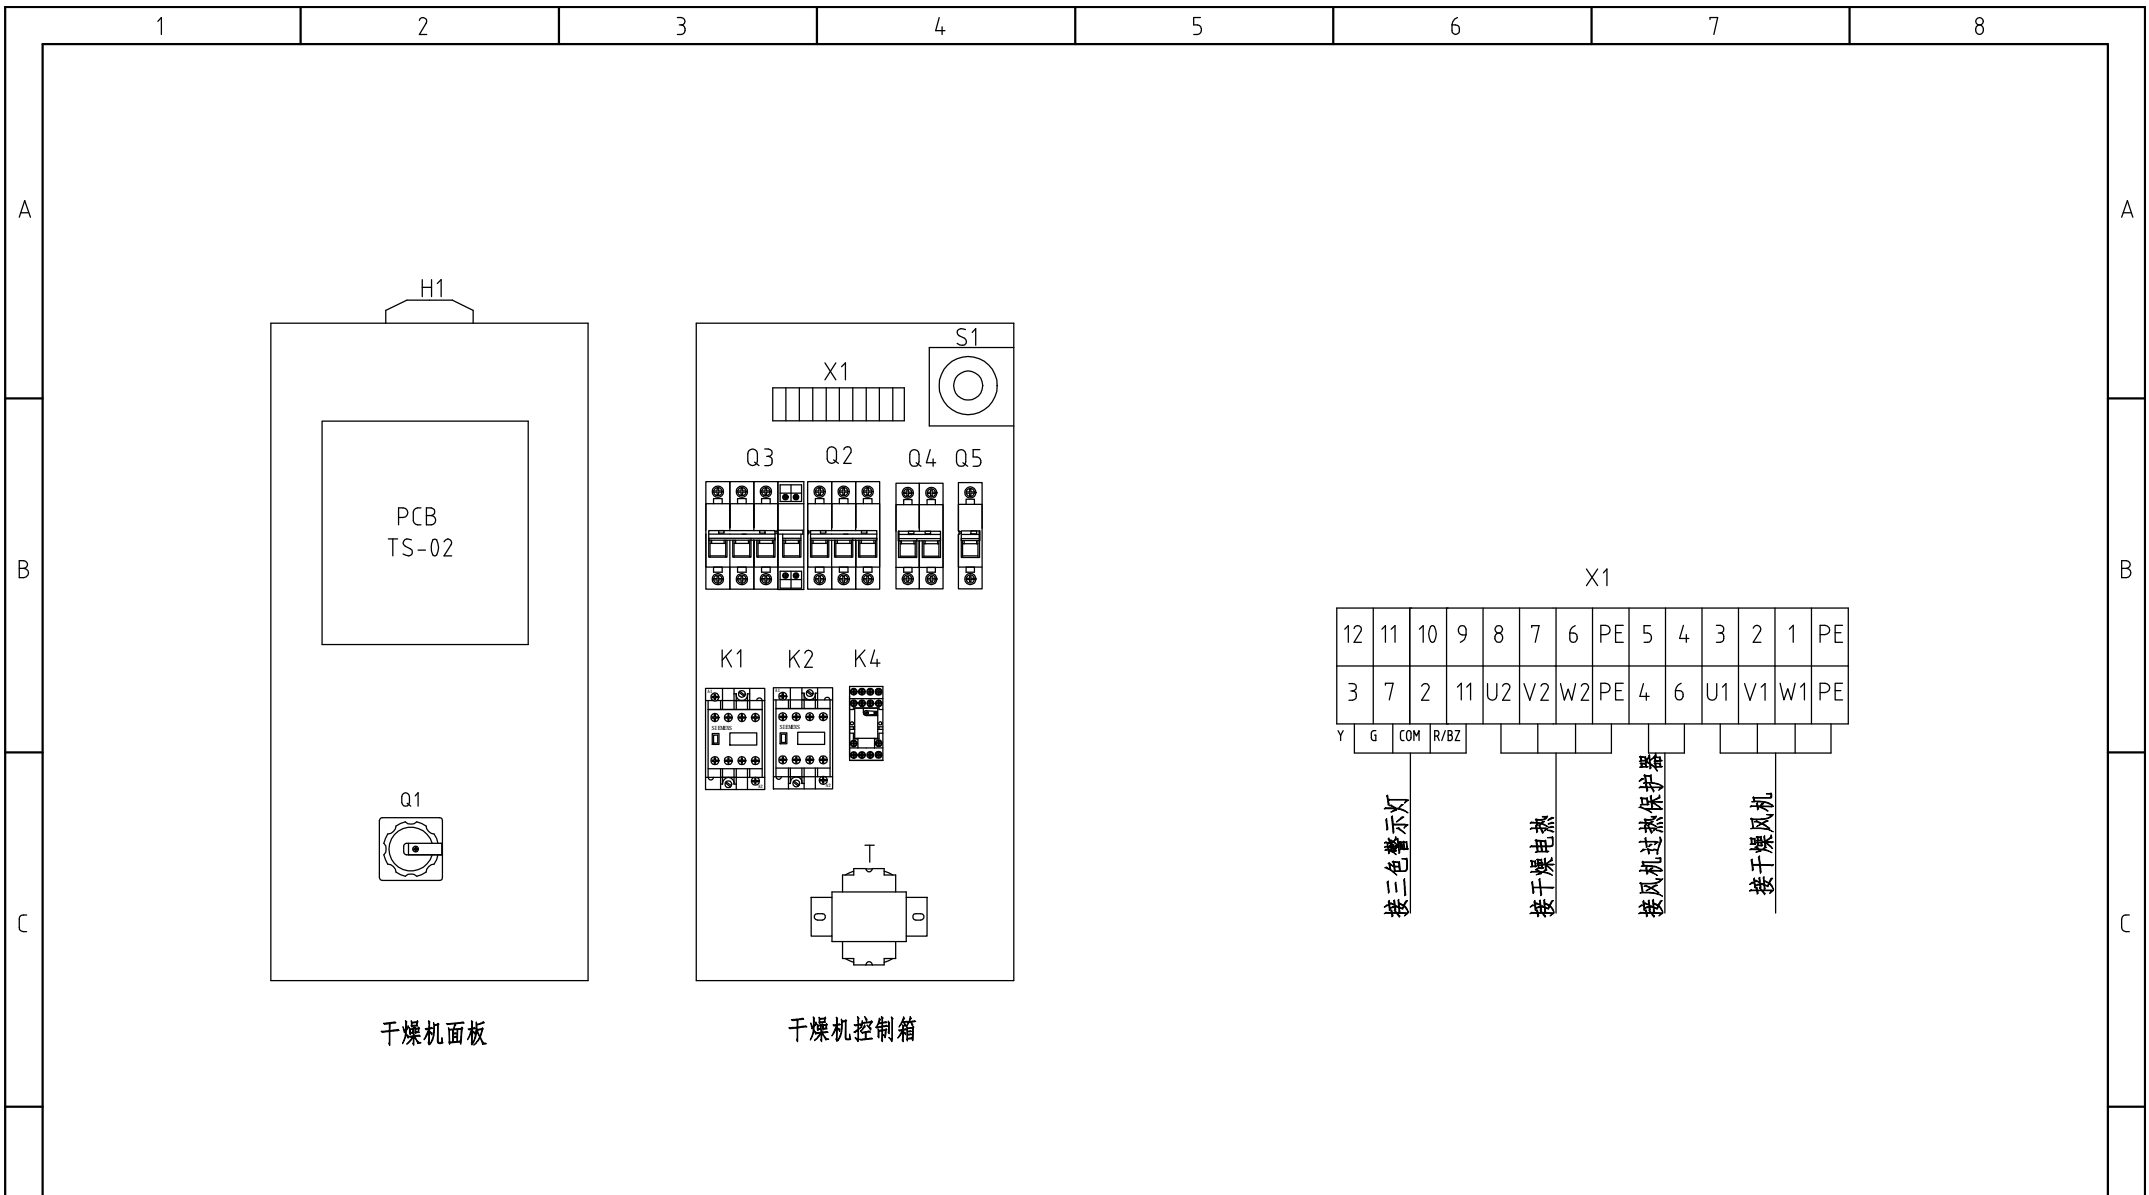 1 2 3 4 5 6 7 8
A A
H1
S1
X1
Q3 Q2 Q4 Q5
PCB
TS-02
B B
X1
12 11 10 9 8 7 6 PE 5 4 3 2 1 PE
3 7 2 11 U2 V2 W2 PE 4 6 U1 V1 W1 PE
Y G COM R/BZ
K1 K2 K4
SIEMENS SIEMENS
Q1
T
接三色警示灯
接干燥电热
接风机过热保护器
接干燥风机
C C
干燥机面板
干燥机控制箱